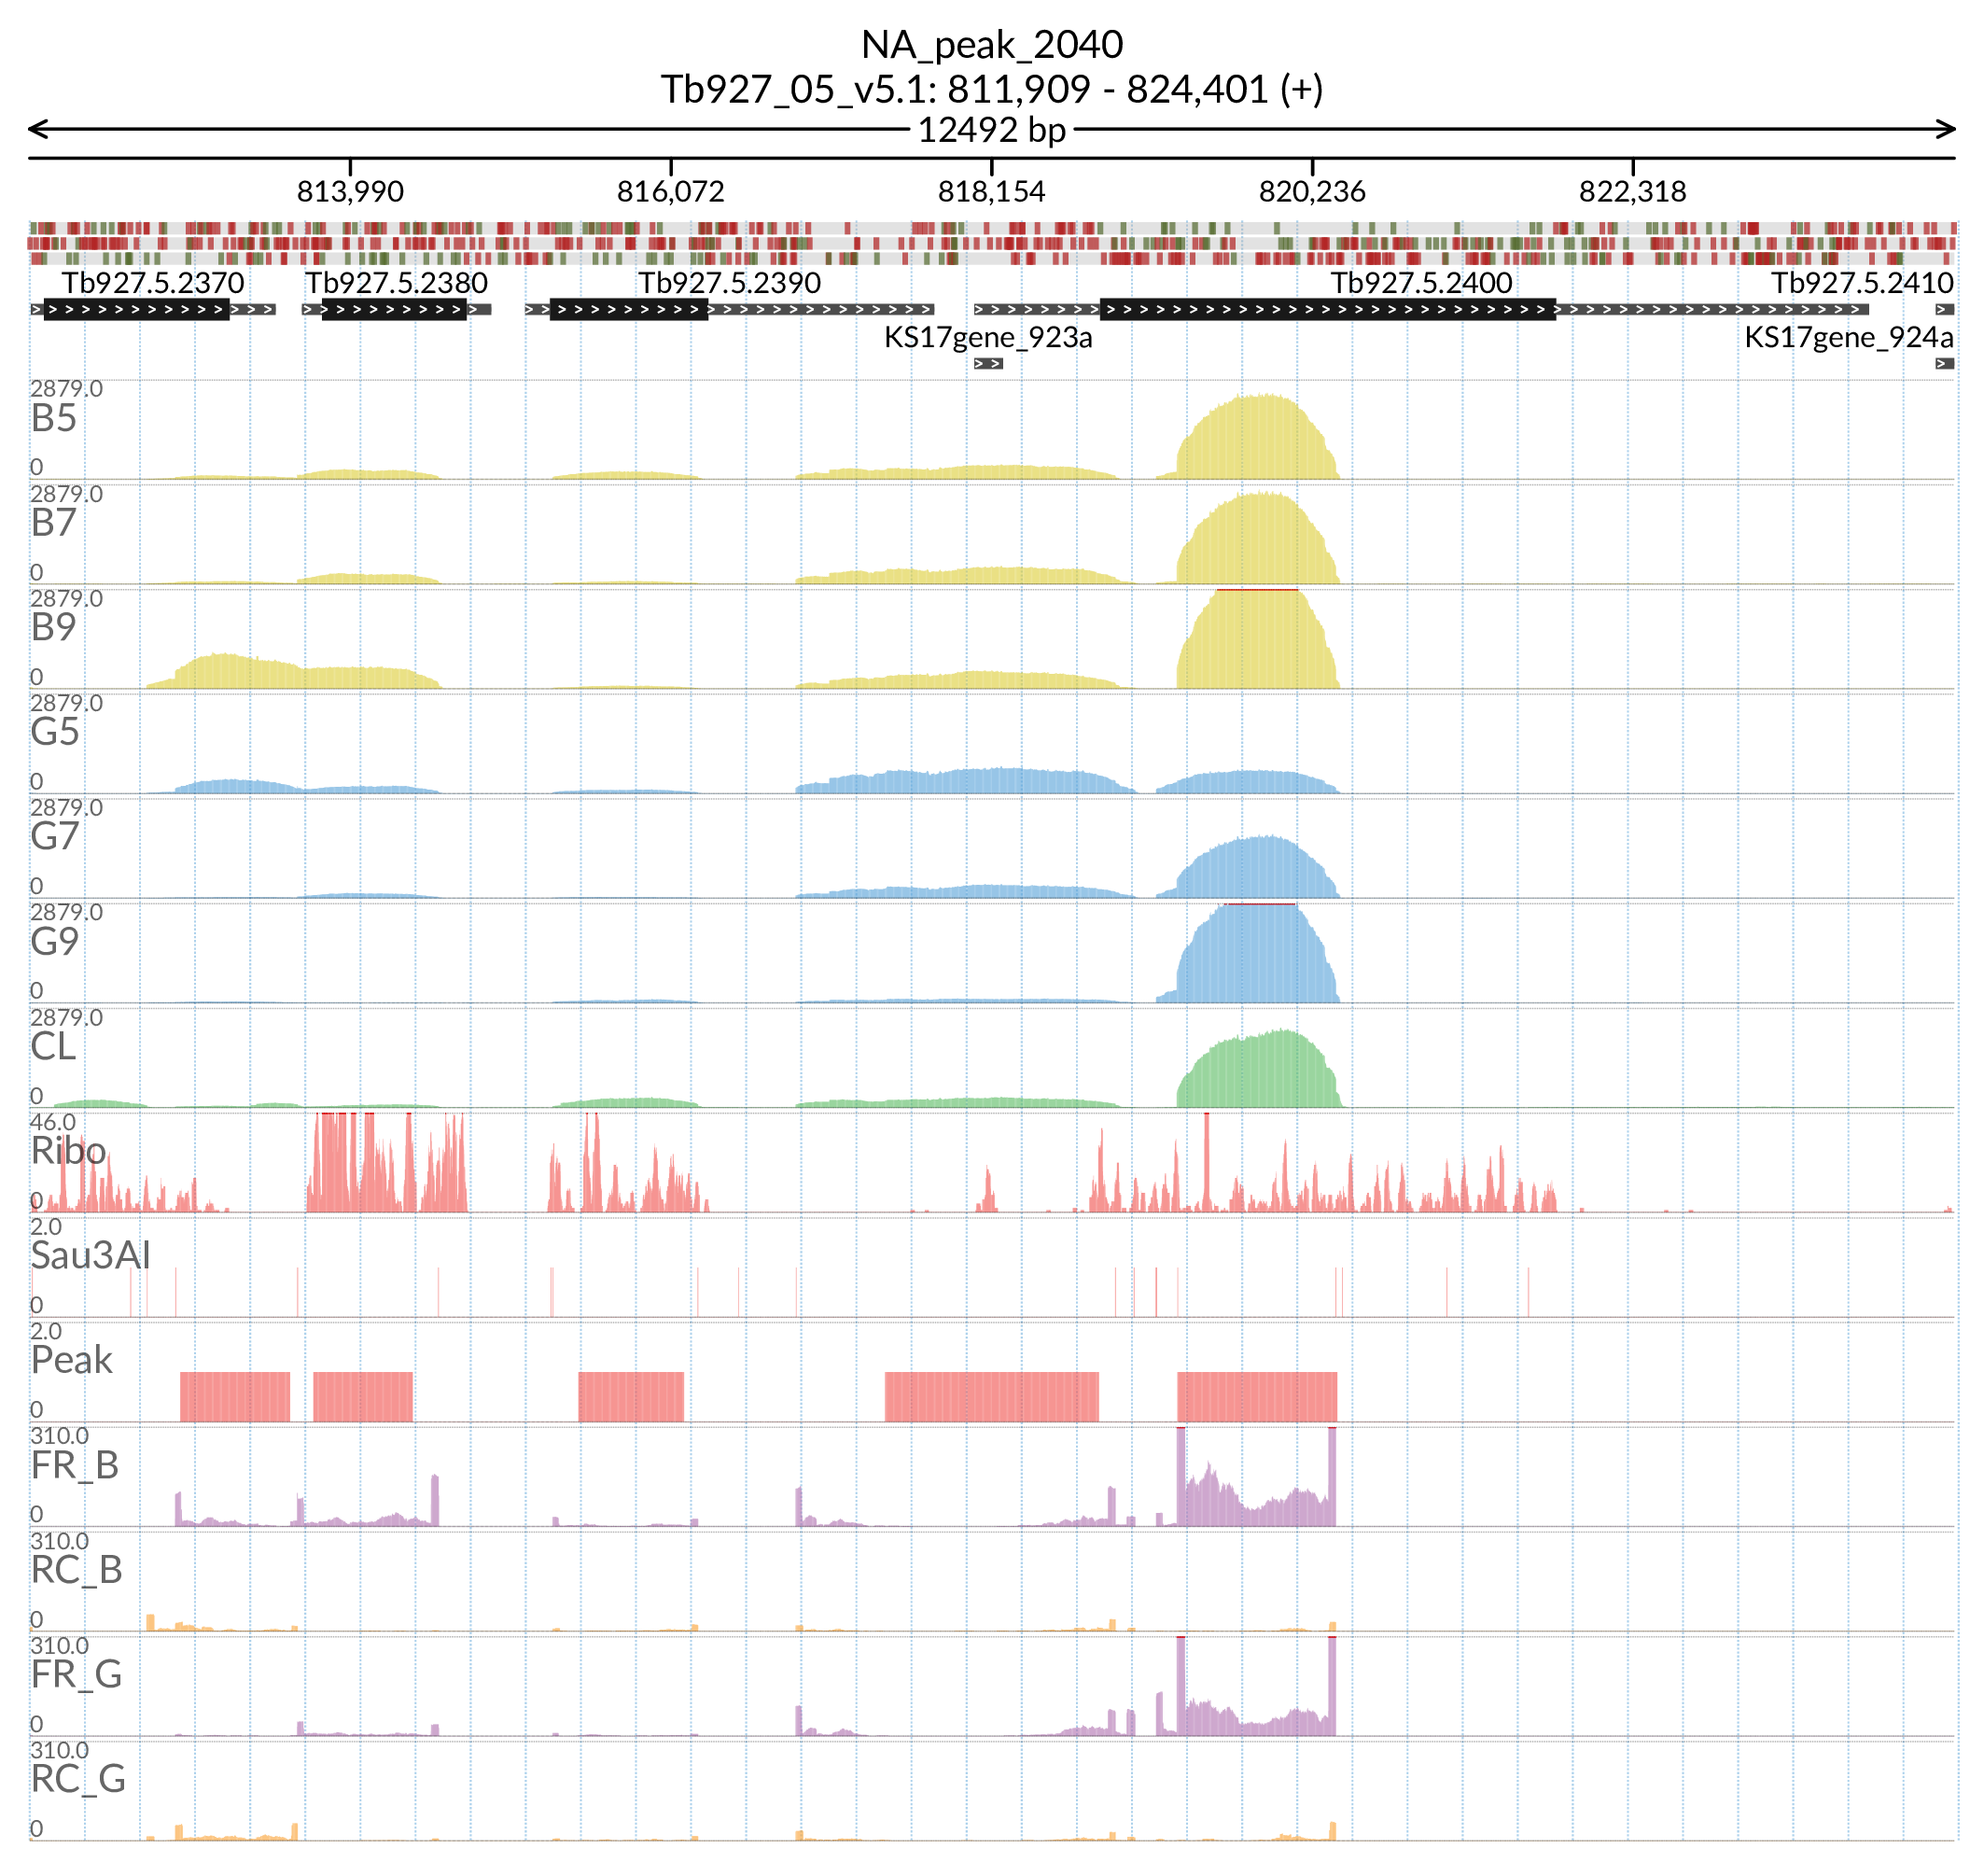 NA_peak_2040
Tb927_05_v5.1: 811,909 - 824,401 (+)
12492 bp
813,990 816,072 818,154 820,236 822,318
Tb927.5.2370 Tb927.5.2380 Tb927.5.2390 Tb927.5.2400 Tb927.5.2410
KS17gene_923a KS17gene_924a
2879.0
B5
0
2879.0
B7
0
2879.0
B9
0
2879.0
G5
0
2879.0
G7
0
2879.0
G9
0
2879.0
CL
0
46.0
Ribo
0
2.0
Sau3AI
0
2.0
Peak
0
310.0
FR_B
0
310.0
RC_B
0
310.0
FR_G
0
310.0
RC_G
0